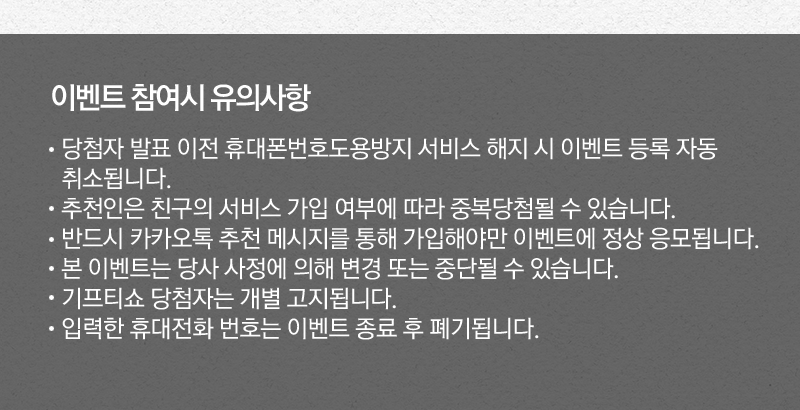 이벤트 참여시 유의사항
• 당첨자 발표 이전 휴대폰번호도용방지 서비스 해지 시 이벤트 등록 자동
취소됩니다.
• 추천인은 친구의 서비스 가입 여부에 따라 중복당첨될 수 있습니다.
• 반드시 카카오톡 추천 메시지를 통해 가입해야만 이벤트에 정상 응모됩니다.
• 본 이벤트는 당사 사정에 의해 변경 또는 중단될 수 있습니다.
• 기프티쇼 당첨자는 개별 고지됩니다.
• 입력한 휴대전화 번호는 이벤트 종료 후 폐기됩니다.